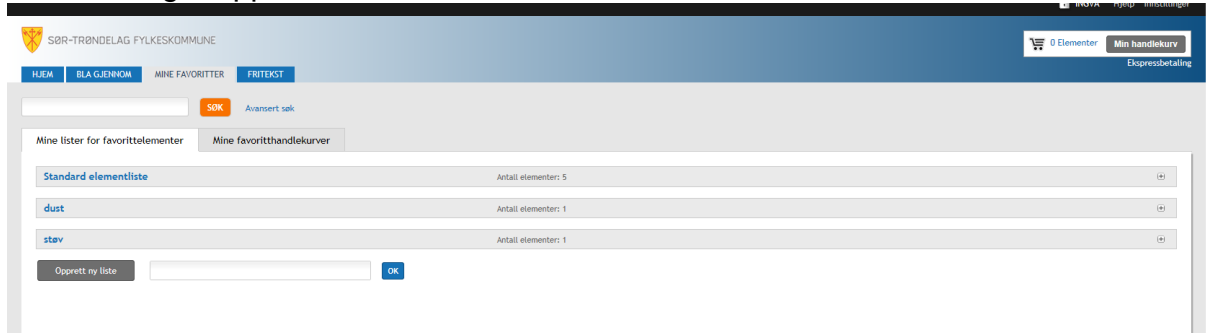 INGVA Hjelp Innstillinger
SØR-TRØNDELAG FYLKESKOMMUNE
0 Elementer Min handlekurv
Ekspressbetaling
HJEM BLA GJENNOM MINE FAVORITTER FRITEKST
SØK Avansert søk
Mine lister for favorittelementer Mine favoritthandlekurver
Standard elementliste Antall elementer: 5
dust Antall elementer: 1
støv Antall elementer: 1
Opprett ny liste OK